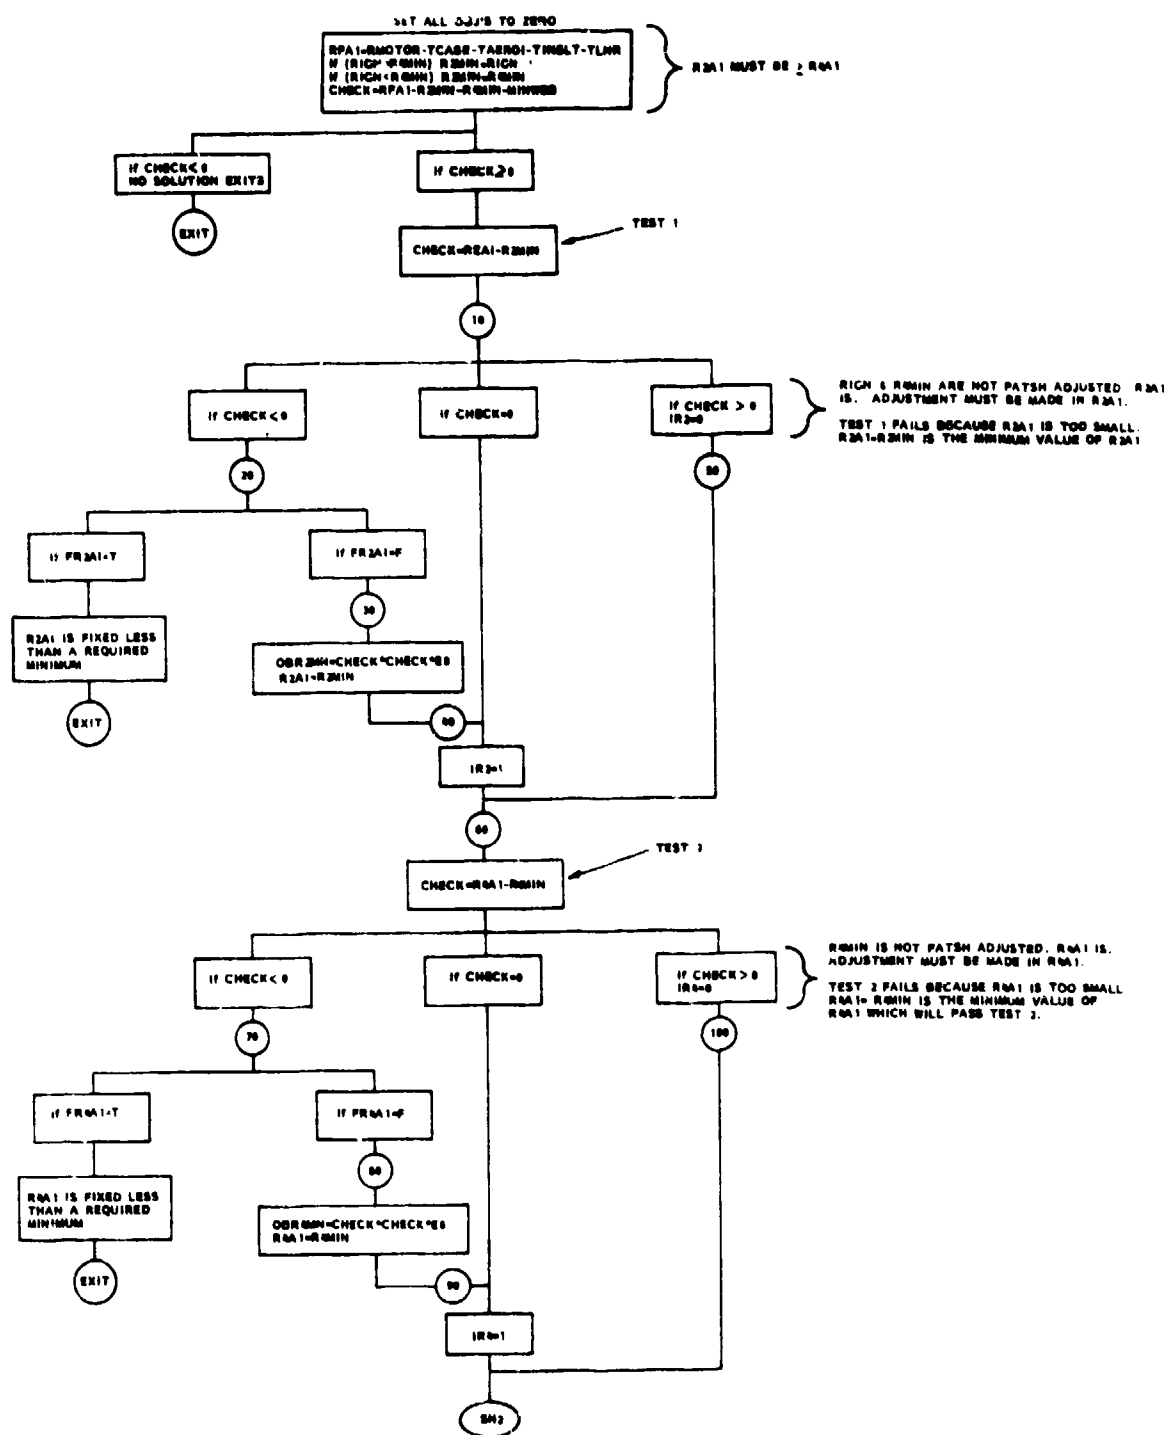 SET ALL OBJ'S TO ZERO
RPA1=RMOTOR-TCASE-TAEROI-TINSLT-TLNR
If (RIGN R4MIN) R2MIN=RIGN
If (RIGN<R4MIN) R2MIN=R4MIN
CHECK=RPA1-R2MIN-R4MIN-MINWEB
R2A1 MUST BE ≥ R4A1
If CHECK<0
NO SOLUTION EXITS
If CHECK≥0
EXIT
TEST 1
CHECK=R2A1-R2MIN
10
If CHECK<0
If CHECK=0
If CHECK > 0
IR2=0
RIGN & R4MIN ARE NOT PATSH ADJUSTED. R2A1
IS. ADJUSTMENT MUST BE MADE IN R2A1.
TEST 1 FAILS BECAUSE R2A1 IS TOO SMALL.
R2A1=R2MIN IS THE MINIMUM VALUE OF R2A1
20
50
If FR2A1=T
If FR2A1=F
30
R2A1 IS FIXED LESS
THAN A REQUIRED
MINIMUM
OBR2MN=CHECK*CHECK*E8
R2A1=R2MIN
EXIT
40
IR2=1
60
TEST 2
CHECK=R4A1-R4MIN
If CHECK<0
If CHECK=0
If CHECK>0
IR4=0
R4MIN IS NOT PATSH ADJUSTED. R4A1 IS.
ADJUSTMENT MUST BE MADE IN R4A1.
TEST 2 FAILS BECAUSE R4A1 IS TOO SMALL
R4A1= R4MIN IS THE MINIMUM VALUE OF
R4A1 WHICH WILL PASS TEST 2.
70
100
If FR4A1=T
If FR4A1=F
80
R4A1 IS FIXED LESS
THAN A REQUIRED
MINIMUM
OBR4MN=CHECK*CHECK*E8
R4A1=R4MIN
EXIT
90
IR4=1
SH2